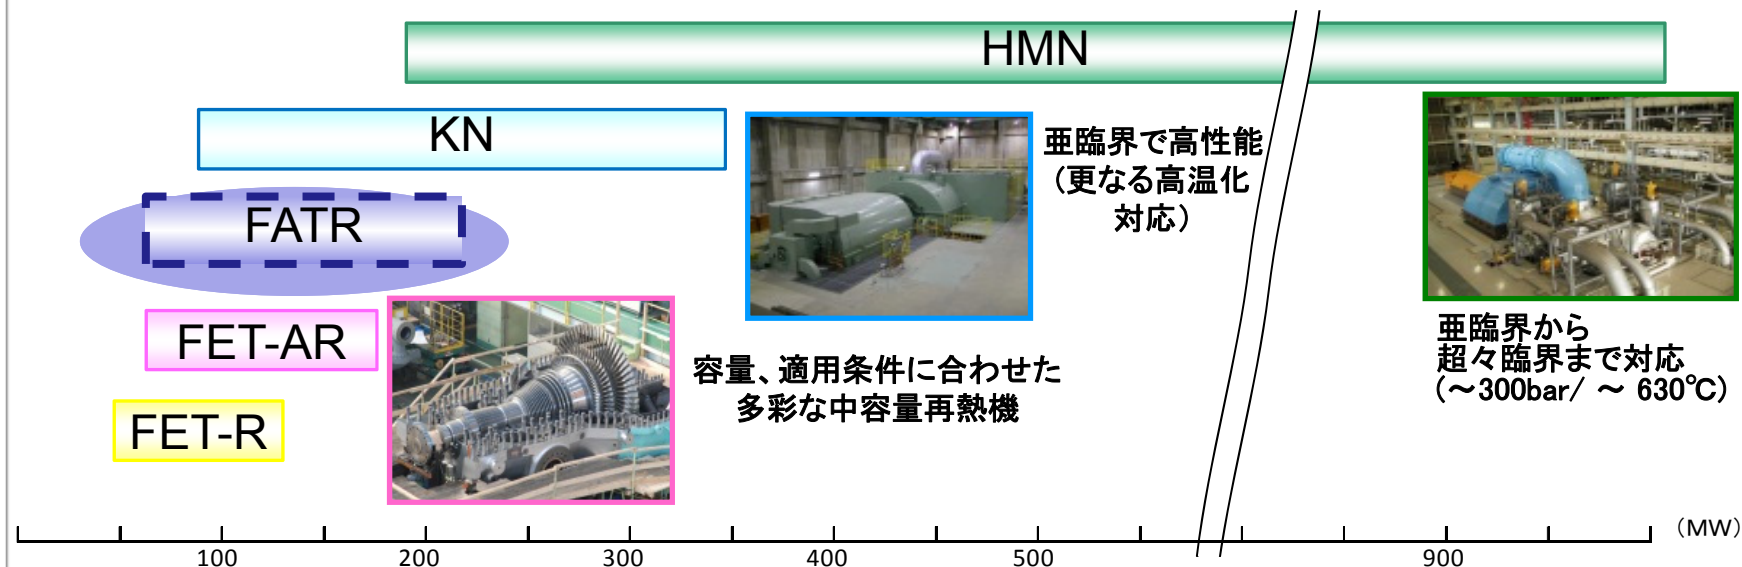 HMN
KN
亜臨界で高性能
（更なる高温化
対応）
FATR
FET-AR
亜臨界から
超々臨界まで対応
（～300bar/ ～ 630℃）
容量、適用条件に合わせた
多彩な中容量再熱機
FET-R
（MW）
100 200 300 400 500 900